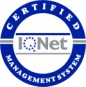 CERTIFIED
IQNet
MANAGEMENT SYSTEM